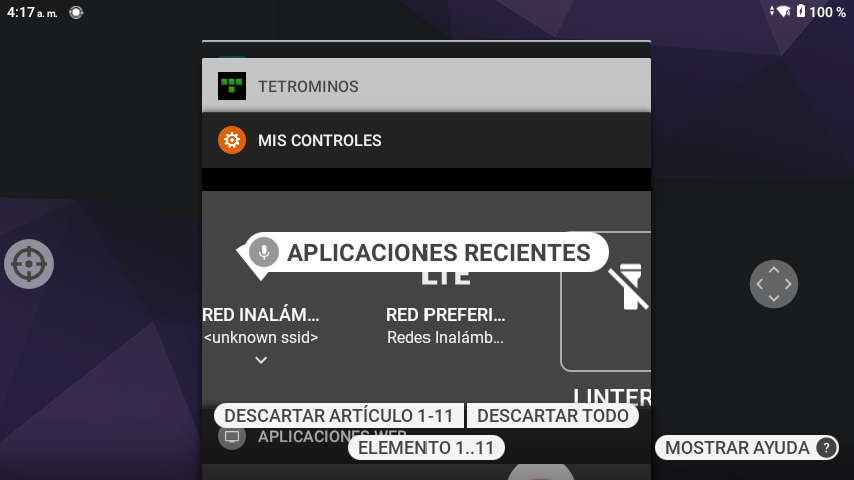 4:17 a. m.
100 %
TETROMINOS
MIS CONTROLES
APLICACIONES RECIENTES
LTE
RED INALÁM…
<unknown ssid>
RED PREFERI…
Redes Inalámb…
LINTER
DESCARTAR ARTÍCULO 1-11
DESCARTAR TODO
APLICACIONES WEB
ELEMENTO 1..11
MOSTRAR AYUDA ?